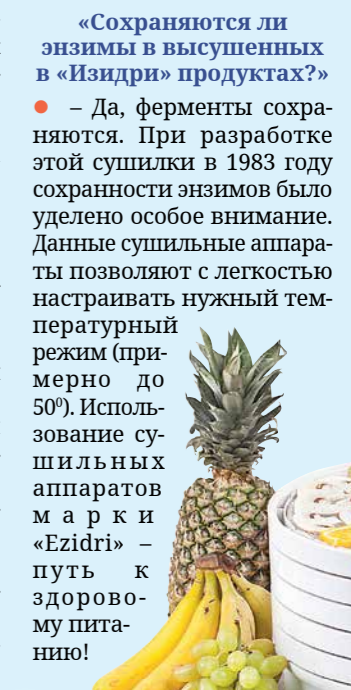 «Сохраняются ли
энзимы в высушенных
в «Изидри» продуктах?»
● – Да, ферменты сохра-
няются. При разработке
этой сушилки в 1983 году
сохранности энзимов было
уделено особое внимание.
Данные сушильные аппара-
ты позволяют с легкостью
настраивать нужный тем-
пературный
режим (при-
мерно до
50⁰). Исполь-
зование су-
шильных
аппаратов
марки
«Ezidri» –
путь к
здорово-
му пита-
нию!